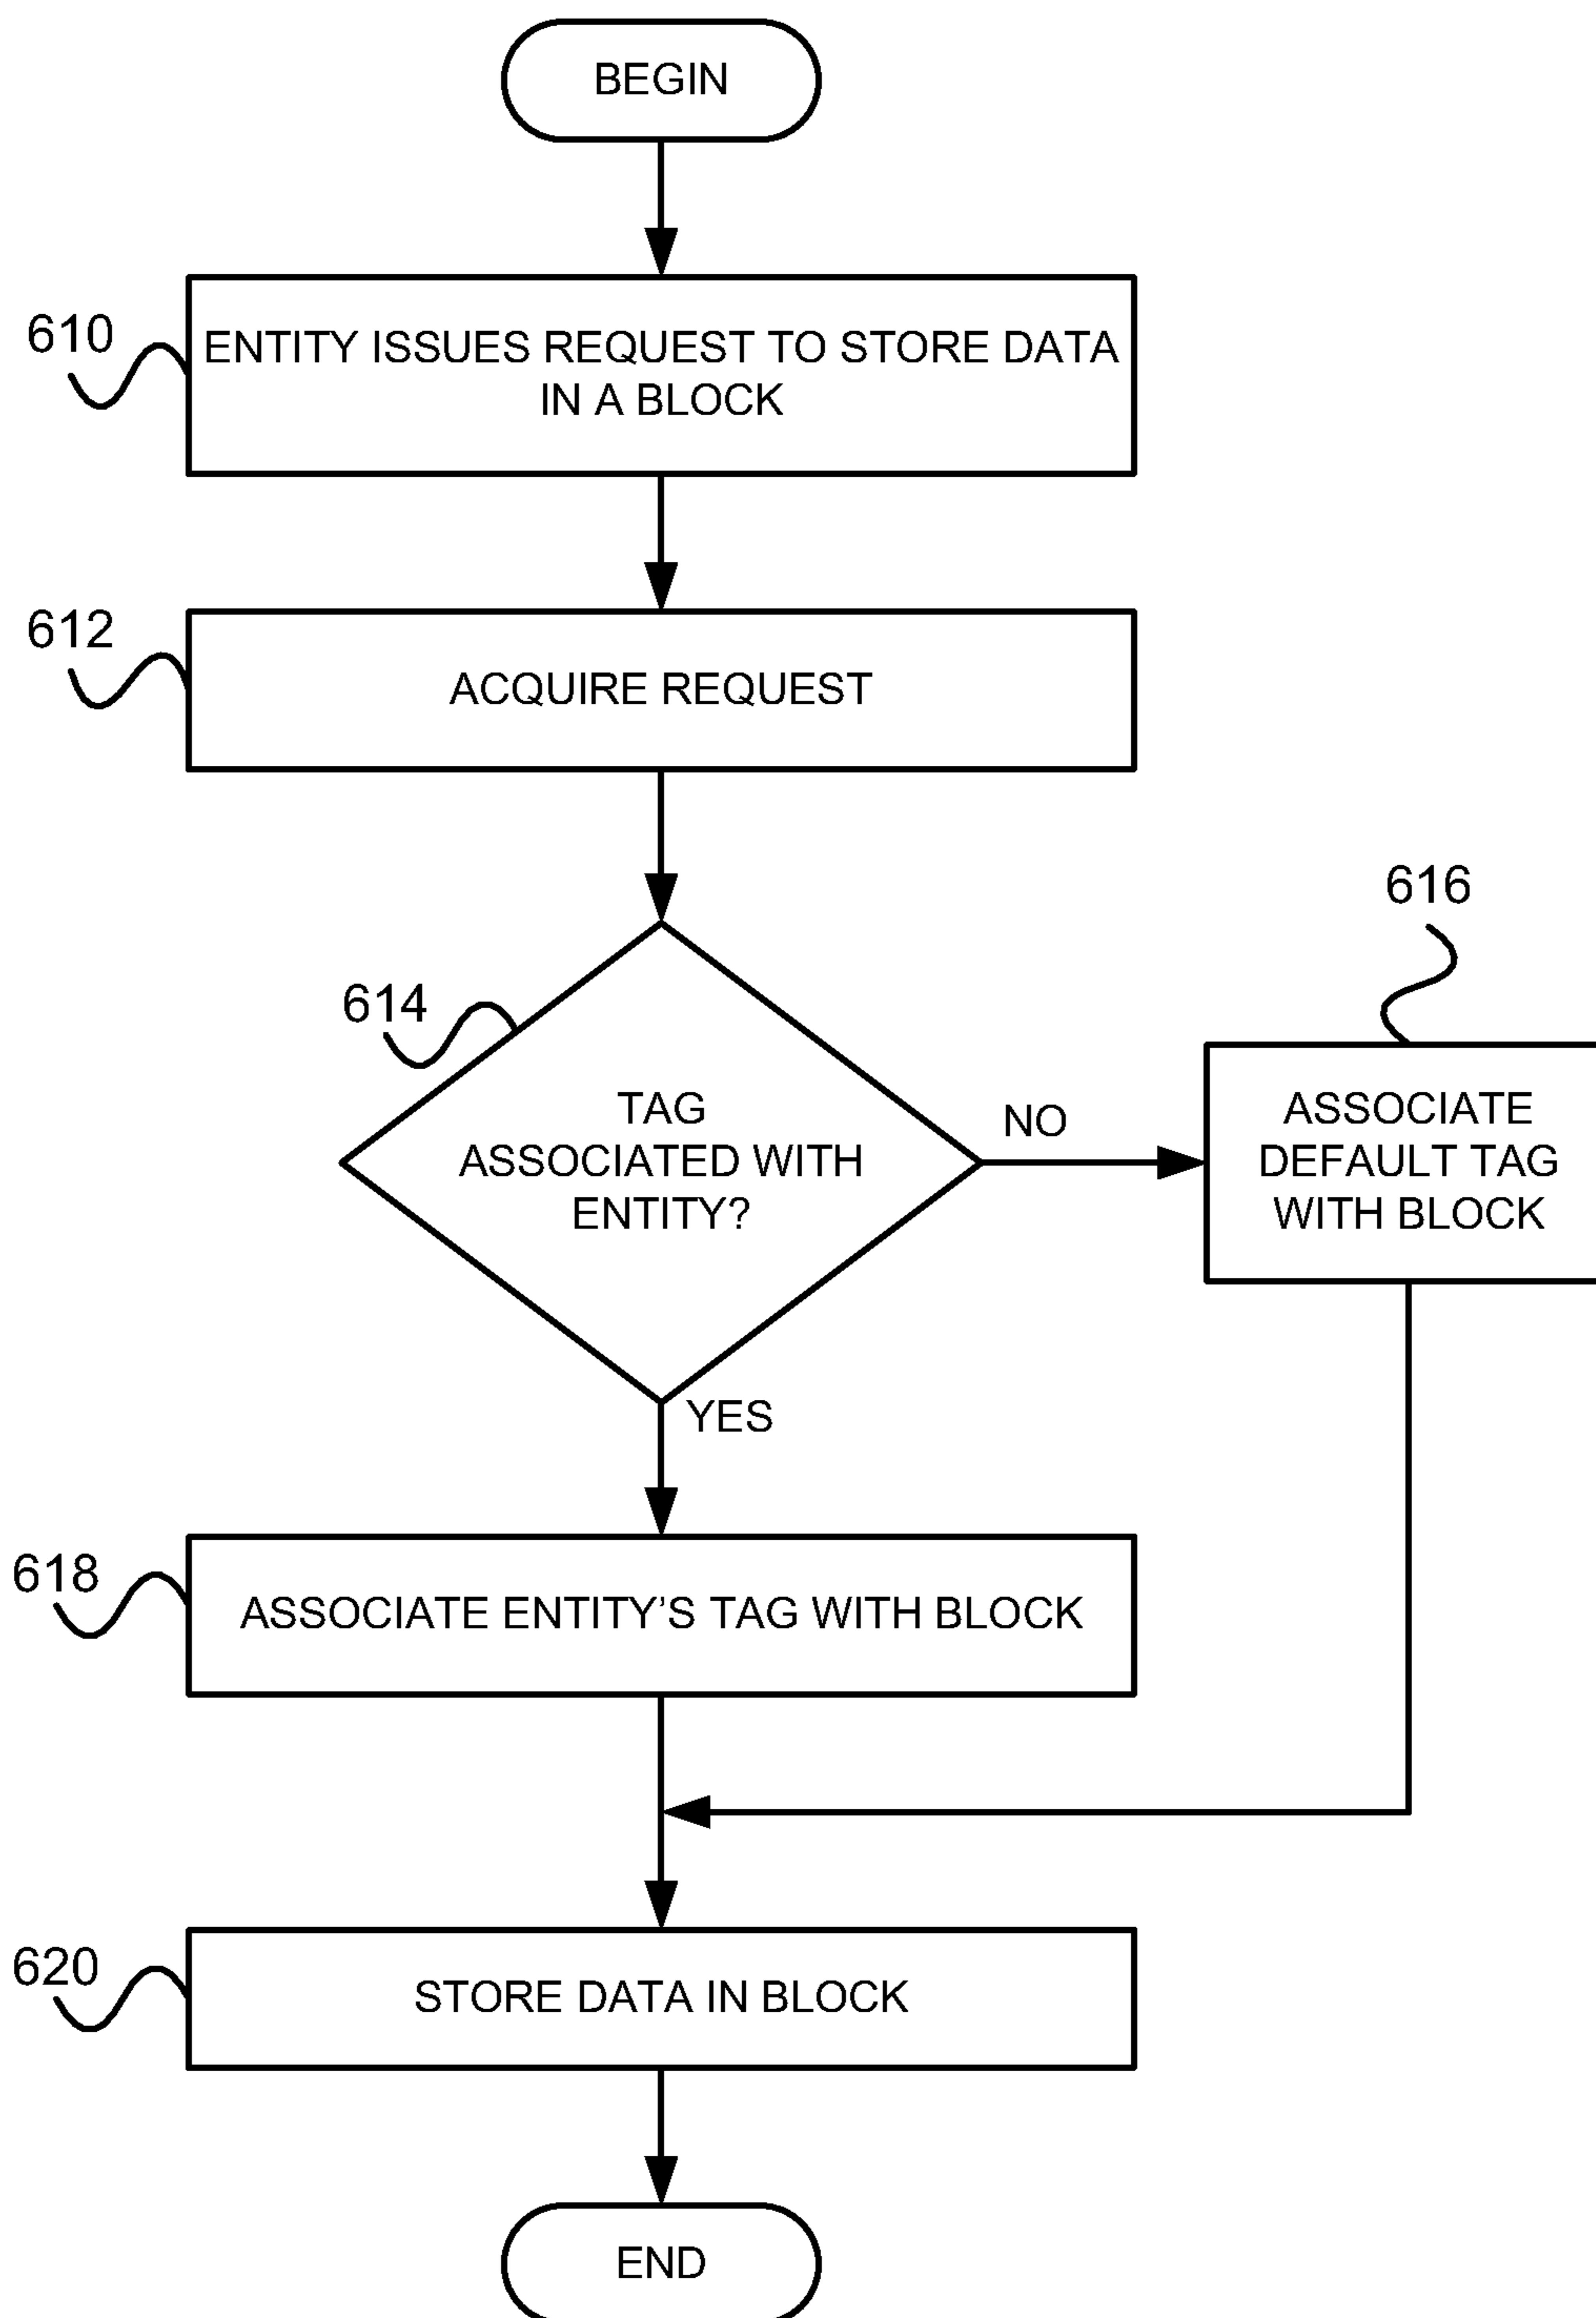 BEGIN
610
ENTITY ISSUES REQUEST TO STORE DATA
IN A BLOCK
612
ACQUIRE REQUEST
614
TAG
ASSOCIATED WITH
ENTITY?
NO
616
ASSOCIATE
DEFAULT TAG
WITH BLOCK
YES
618
ASSOCIATE ENTITY’S TAG WITH BLOCK
620
STORE DATA IN BLOCK
END